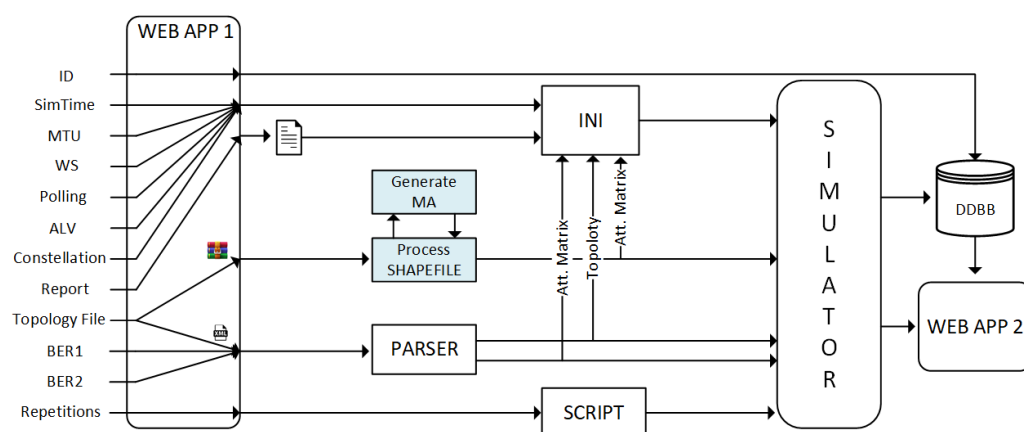 WEB APP 1
ID
SimTime
MTU
WS
Polling
ALV
Constellation
Report
Topology File
BER1
BER2
Repetitions
XML
Generate
MA
Process
SHAPEFILE
PARSER
INI
Att. Matrix
Topoloty
Att. Matrix
SCRIPT
S
I
M
U
L
A
T
O
R
DDBB
WEB APP 2